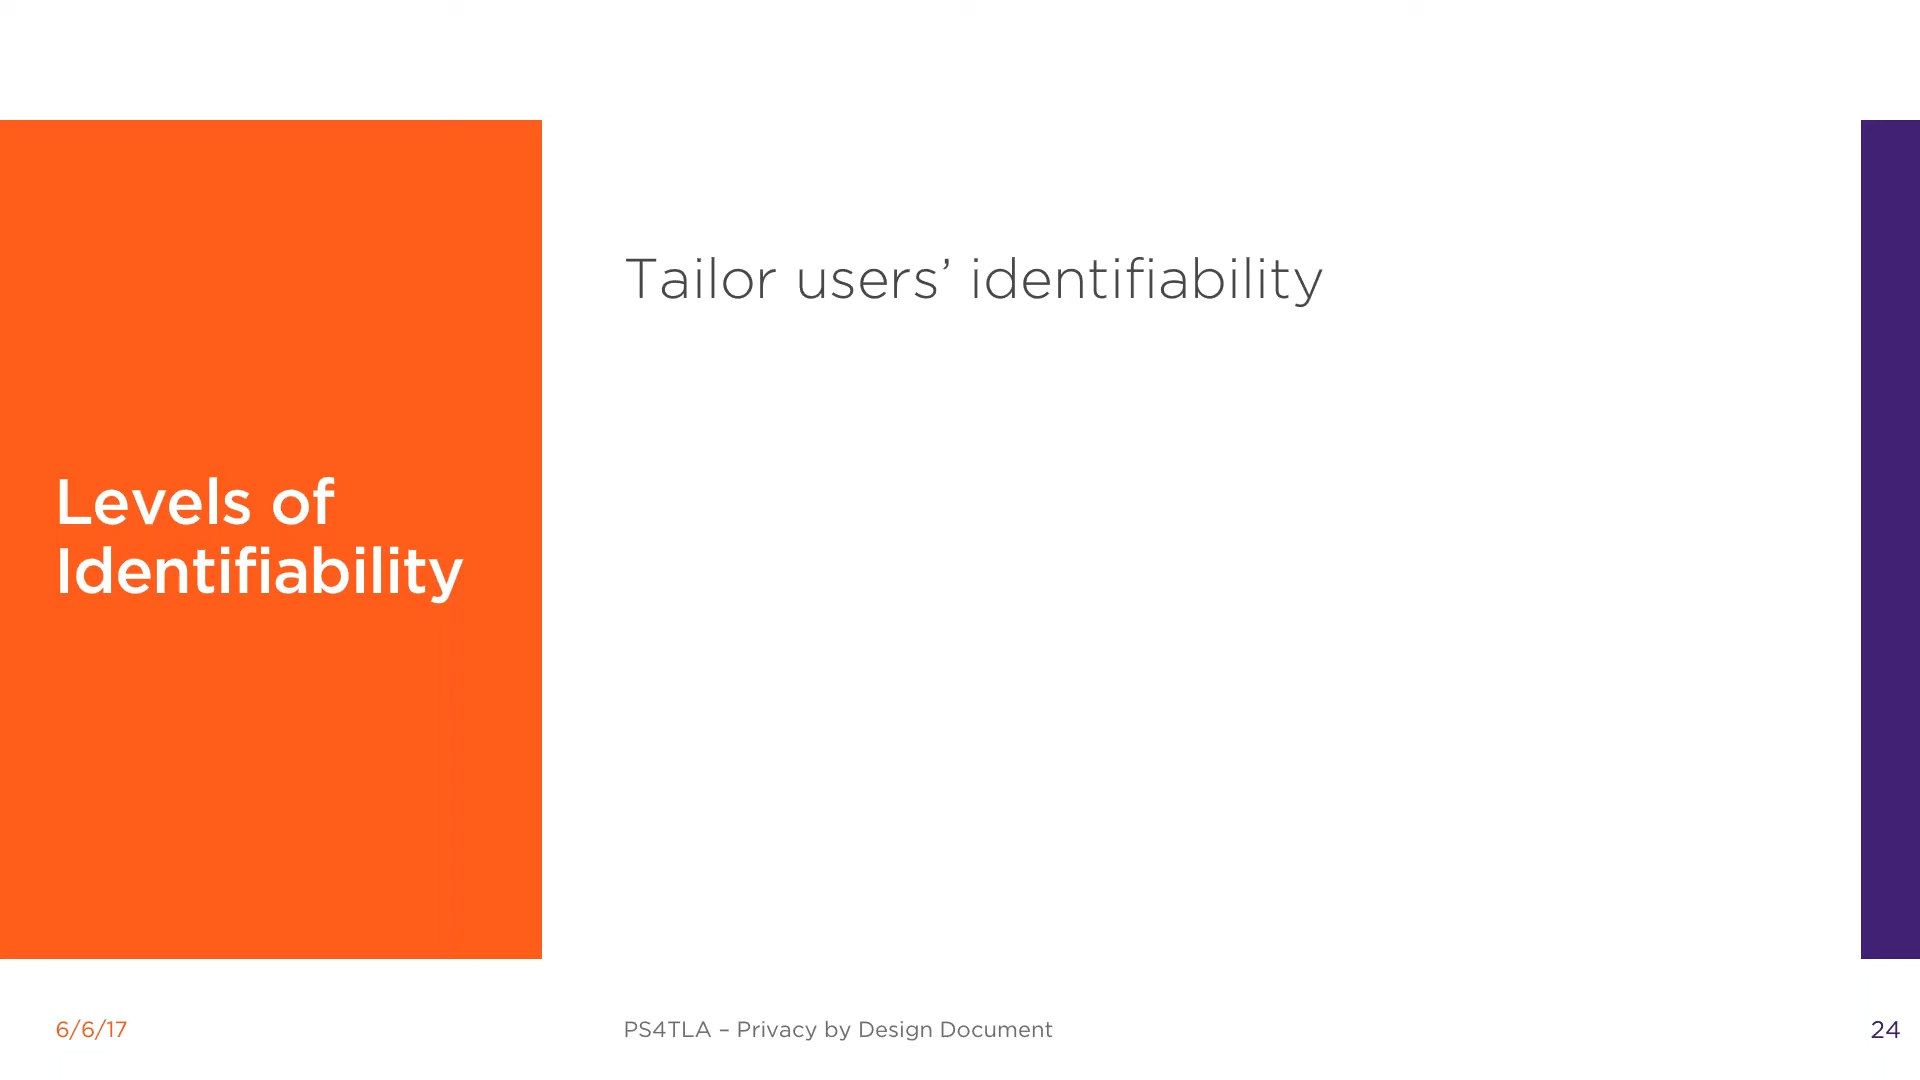 Levels of
Identifiability
Tailor users’ identifiability
6/6/17
PS4TLA – Privacy by Design Document
24